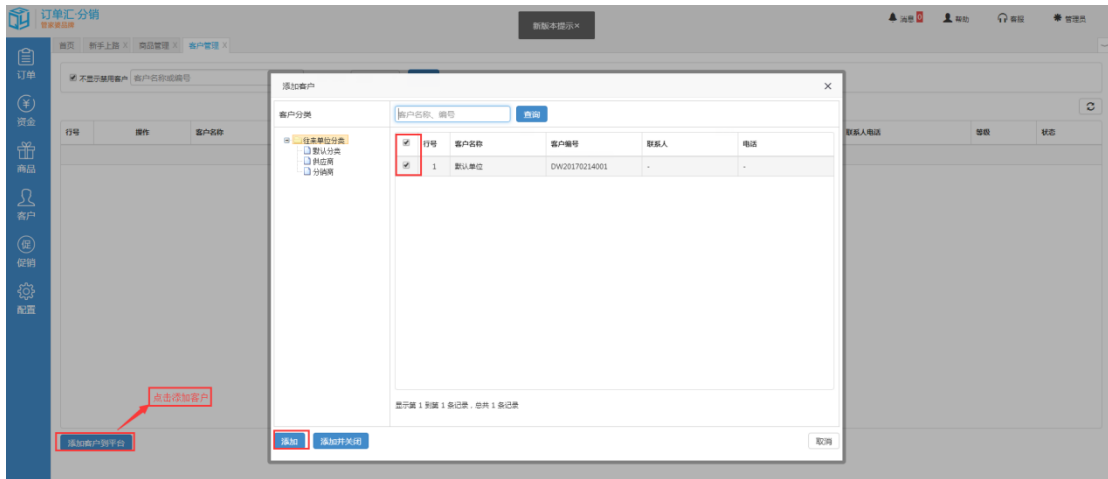 订单汇·分销
管家婆品牌
新版本提示×
消息 0 帮助 客服 管理员
首页 新手上路 × 商品管理 × 客户管理 ×
订单
资金
商品
客户
促销
配置
不显示禁用客户 客户名称或编号
行号 操作 客户名称 联系人电话 等级 状态
添加客户 ×
客户分类
客户名称、编号 查询
往来单位分类
默认分类
供应商
分销商
行号 客户名称 客户编号 联系人 电话
1 默认单位 DW20170214001 - -
显示第 1 到第 1 条记录，总共 1 条记录
添加 添加并关闭 取消
点击添加客户
添加客户到平台